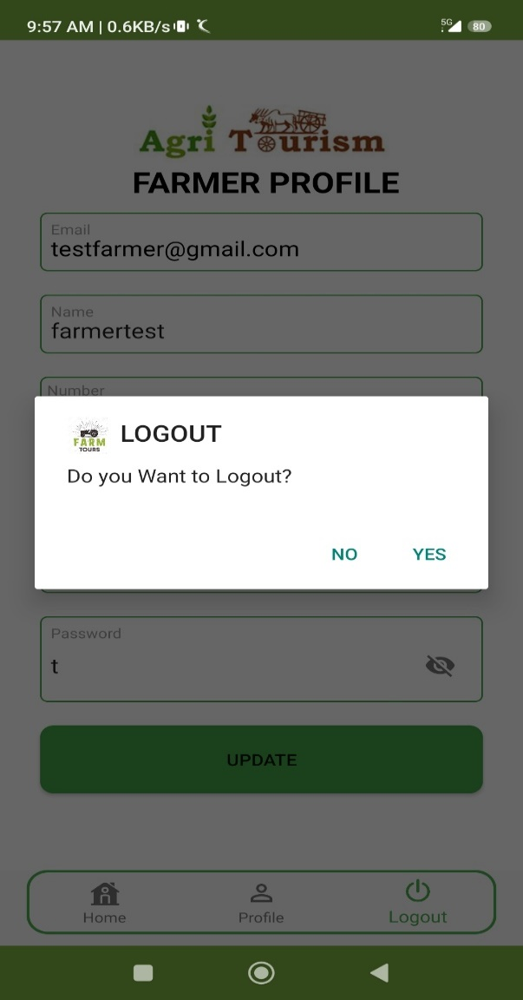 9:57 AM | 0.6KB/s
5G
80
Agri Tourism
FARMER PROFILE
Email
testfarmer@gmail.com
Name
farmertest
Number
FARM
TOURS
LOGOUT
Do you Want to Logout?
NO YES
Password
t
UPDATE
Home Profile Logout